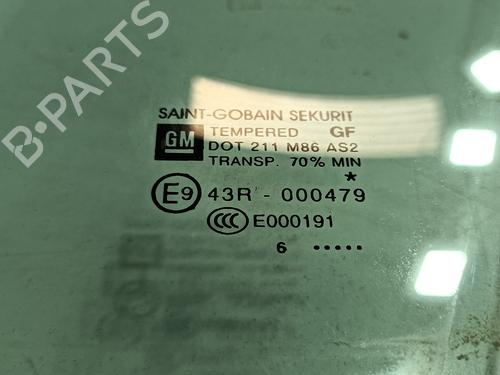 SAINT-GOBAIN SEKURIT
GM TEMPERED GF
DOT 211 M86 AS2
TRANSP. 70% MIN
*
E9 43R - 000479
CCC E000191
6 •••••
B-PARTS